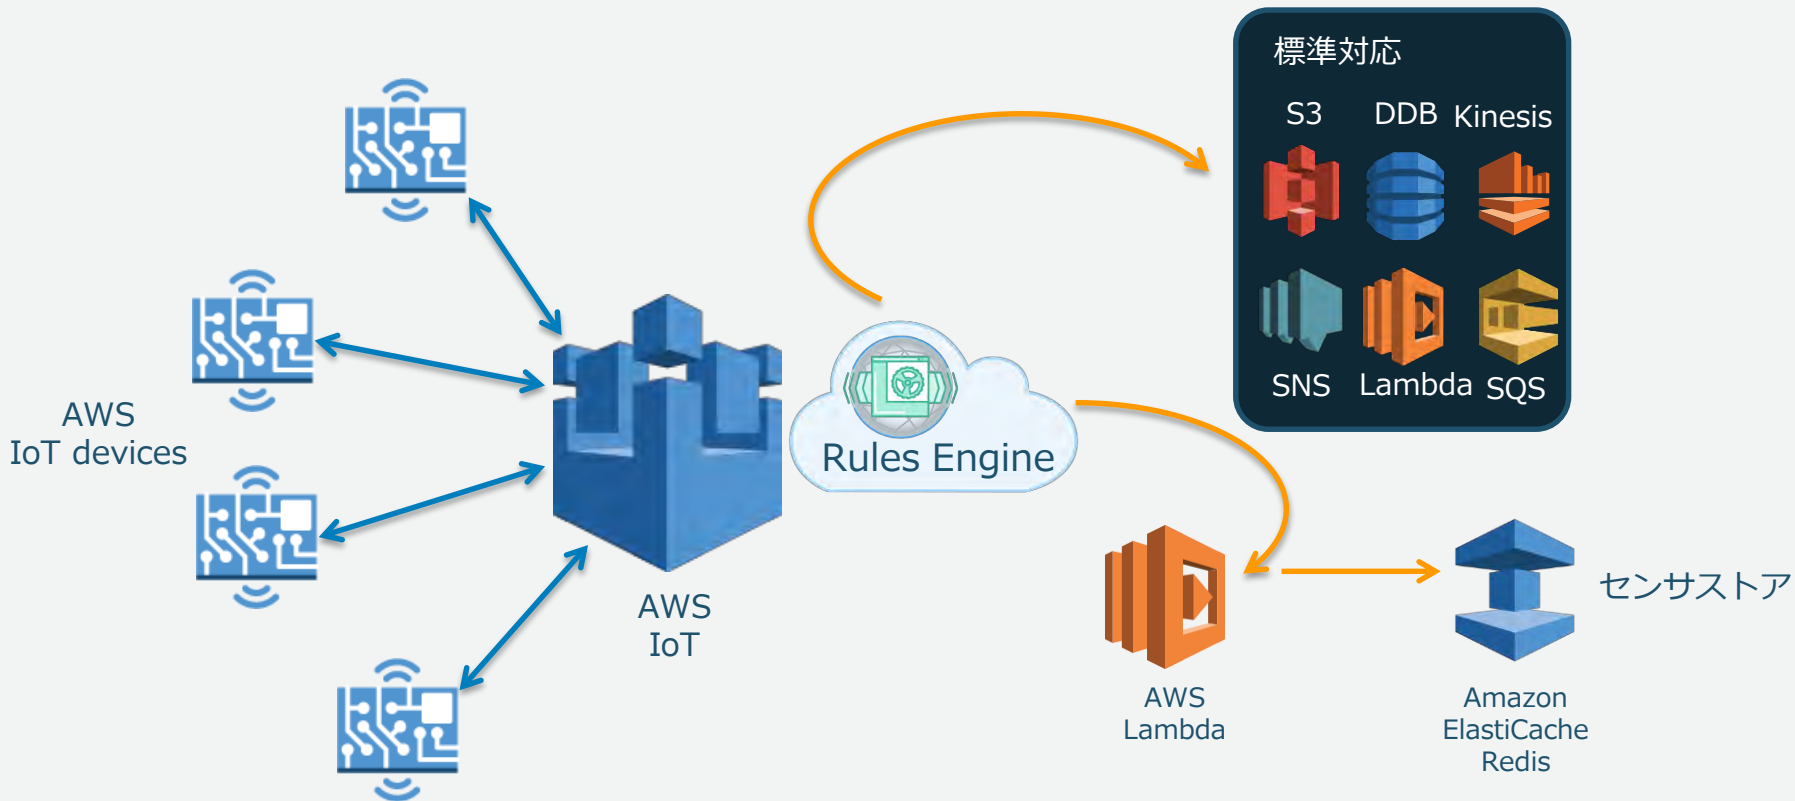 標準対応
S3
DDB
Kinesis
SNS
Lambda
SQS
AWS
IoT devices
Rules Engine
AWS
IoT
センサストア
AWS
Lambda
Amazon
ElastiCache
Redis